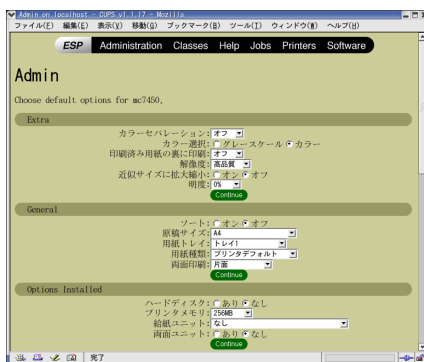 Admin on localhost - CUPS v1.1.17 - Mozilla
ファイル(F) 編集(E) 表示(V) 移動(G) ブックマーク(B) ツール(T) ウィンドウ(W) ヘルプ(H)
ESP Administration Classes Help Jobs Printers Software
Admin
Choose default options for mc7450.
Extra
カラーセパレーション: オフ
カラー選択: グレースケール カラー
印刷済み用紙の裏に印刷: オフ
解像度: 高品質
近似サイズに拡大縮小: オン オフ
明度: 0%
Continue
General
ソート: オン オフ
原稿サイズ: A4
用紙トレイ: トレイ1
用紙種類: プリンタデフォルト
両面印刷: 片面
Continue
Options Installed
ハードディスク: あり なし
プリンタメモリ: 256MB
給紙ユニット: なし
両面ユニット: あり なし
Continue
完了